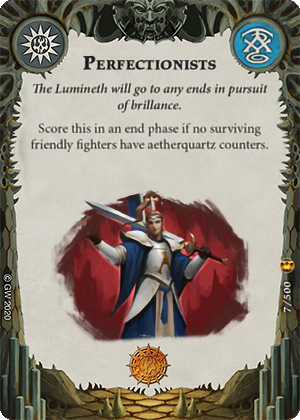 Perfectionists
The Lumineth will go to any ends in pursuit
of brillance.
Score this in an end phase if no surviving
friendly fighters have aetherquartz counters.
© GW 2020
7/500